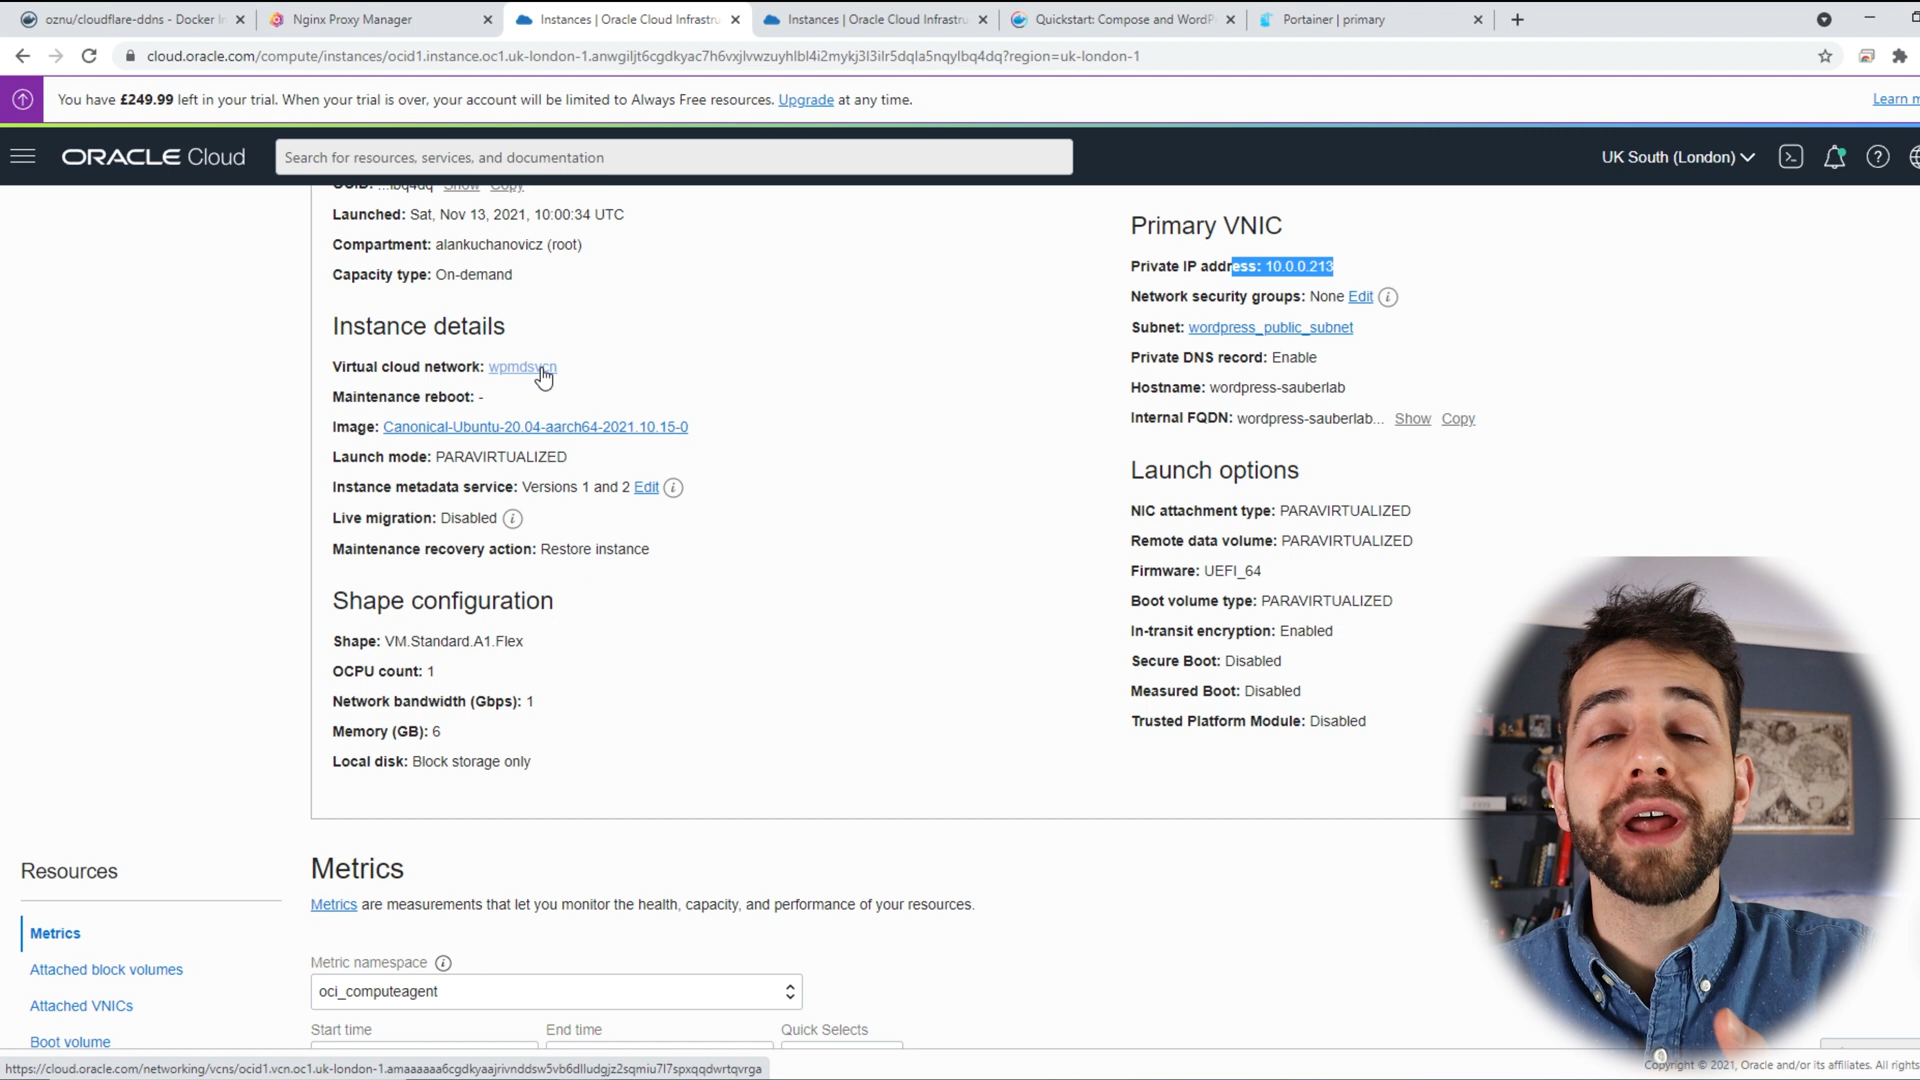 oznu/cloudflare-ddns - Docker I
Nginx Proxy Manager
Instances | Oracle Cloud Infrastru
Instances | Oracle Cloud Infrastru
Quickstart: Compose and WordP
Portainer | primary
cloud.oracle.com/compute/instances/ocid1.instance.oc1.uk-london-1.anwgiljt6cgdkyac7h6vxjlvwzuyhlbl4i2mykj3l3ilr5dqla5nqylbq4dq?region=uk-london-1
You have £249.99 left in your trial. When your trial is over, your account will be limited to Always Free resources. Upgrade at any time.
Learn m
ORACLE Cloud
Search for resources, services, and documentation
UK South (London)
OCID: ...lbq4dq Show Copy
Launched: Sat, Nov 13, 2021, 10:00:34 UTC
Compartment: alankuchanovicz (root)
Capacity type: On-demand
Instance details
Virtual cloud network: wpmdsvcn
Maintenance reboot: -
Image: Canonical-Ubuntu-20.04-aarch64-2021.10.15-0
Launch mode: PARAVIRTUALIZED
Instance metadata service: Versions 1 and 2 Edit
Live migration: Disabled
Maintenance recovery action: Restore instance
Shape configuration
Shape: VM.Standard.A1.Flex
OCPU count: 1
Network bandwidth (Gbps): 1
Memory (GB): 6
Local disk: Block storage only
Primary VNIC
Private IP address: 10.0.0.213
Network security groups: None Edit
Subnet: wordpress_public_subnet
Private DNS record: Enable
Hostname: wordpress-sauberlab
Internal FQDN: wordpress-sauberlab... Show Copy
Launch options
NIC attachment type: PARAVIRTUALIZED
Remote data volume: PARAVIRTUALIZED
Firmware: UEFI_64
Boot volume type: PARAVIRTUALIZED
In-transit encryption: Enabled
Secure Boot: Disabled
Measured Boot: Disabled
Trusted Platform Module: Disabled
Resources
Metrics
Attached block volumes
Attached VNICs
Boot volume
Metrics
Metrics are measurements that let you monitor the health, capacity, and performance of your resources.
Metric namespace
oci_computeagent
Start time
End time
Quick Selects
https://cloud.oracle.com/networking/vcns/ocid1.vcn.oc1.uk-london-1.amaaaaaa6cgdkyaajrivnddsw5vb6dlludgjz2sqmiu7l7spxqqdwrtqvrga
Copyright © 2021, Oracle and/or its affiliates. All rights